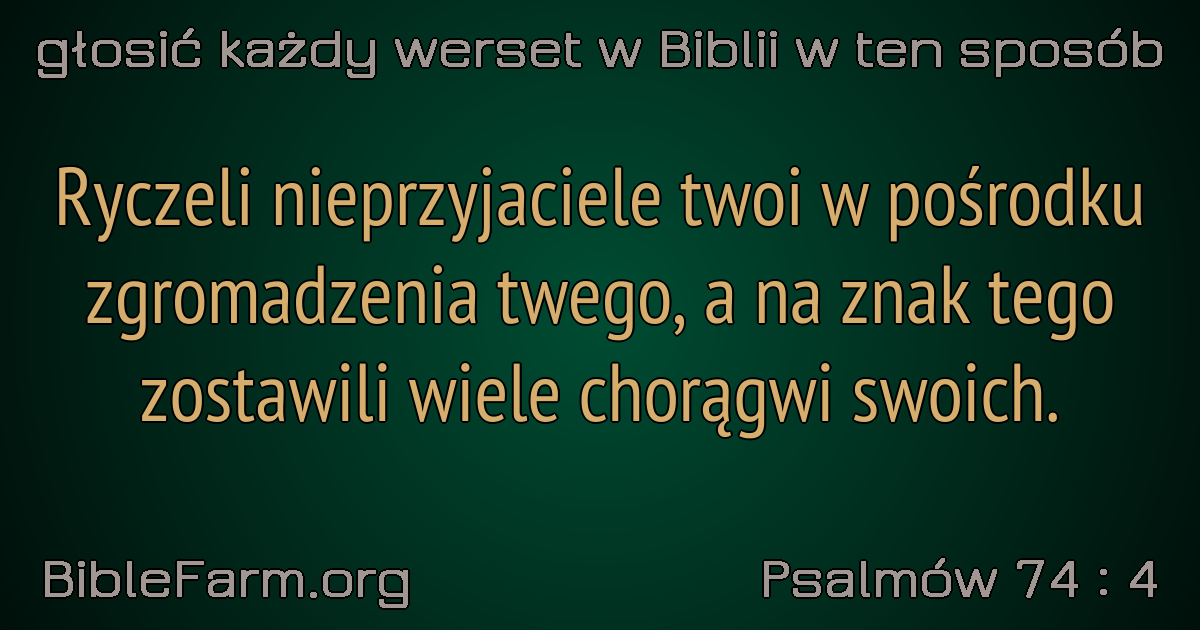 głosić każdy werset w Biblii w ten sposób
Ryczeli nieprzyjaciele twoi w pośrodku
zgromadzenia twego, a na znak tego
zostawili wiele chorągwi swoich.
BibleFarm.org
Psalmów 74 : 4